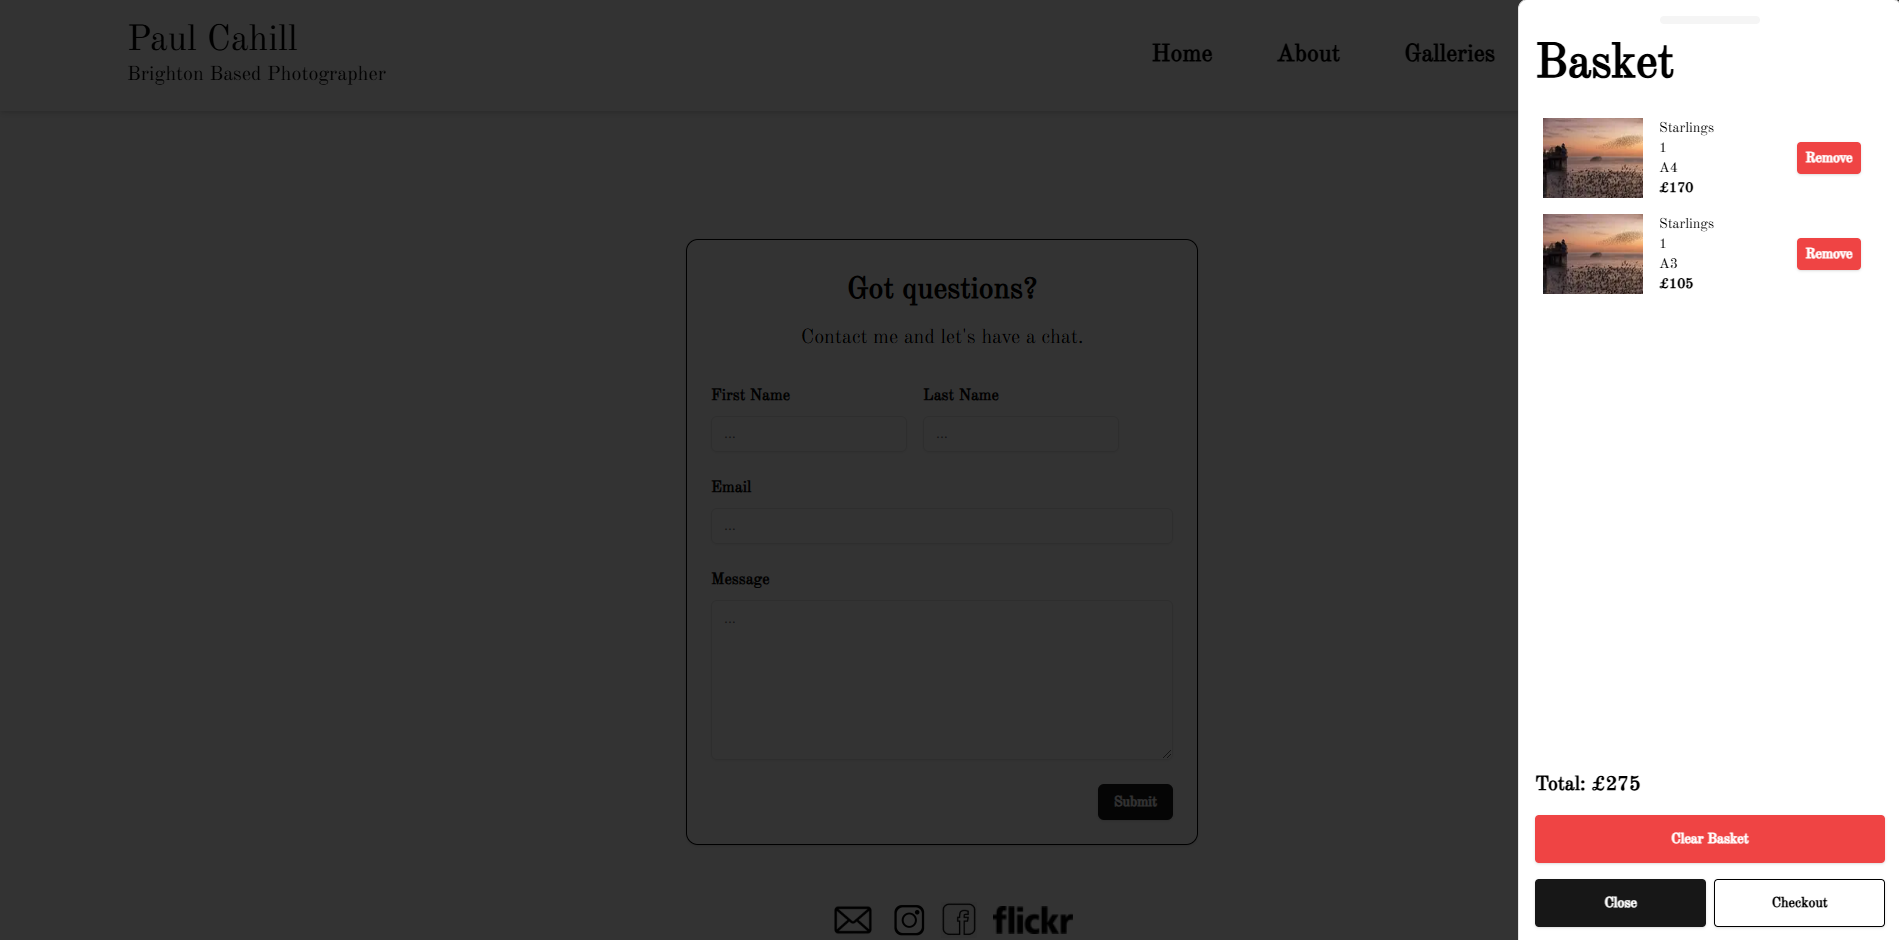 Paul Cahill
Brighton Based Photographer
Home About Galleries
Got questions?
Contact me and let's have a chat.
First Name Last Name
... ...
Email
...
Message
...
Submit
flickr
Basket
Starlings
1
A4
£170
Remove
Starlings
1
A3
£105
Remove
Total: £275
Clear Basket
Close Checkout